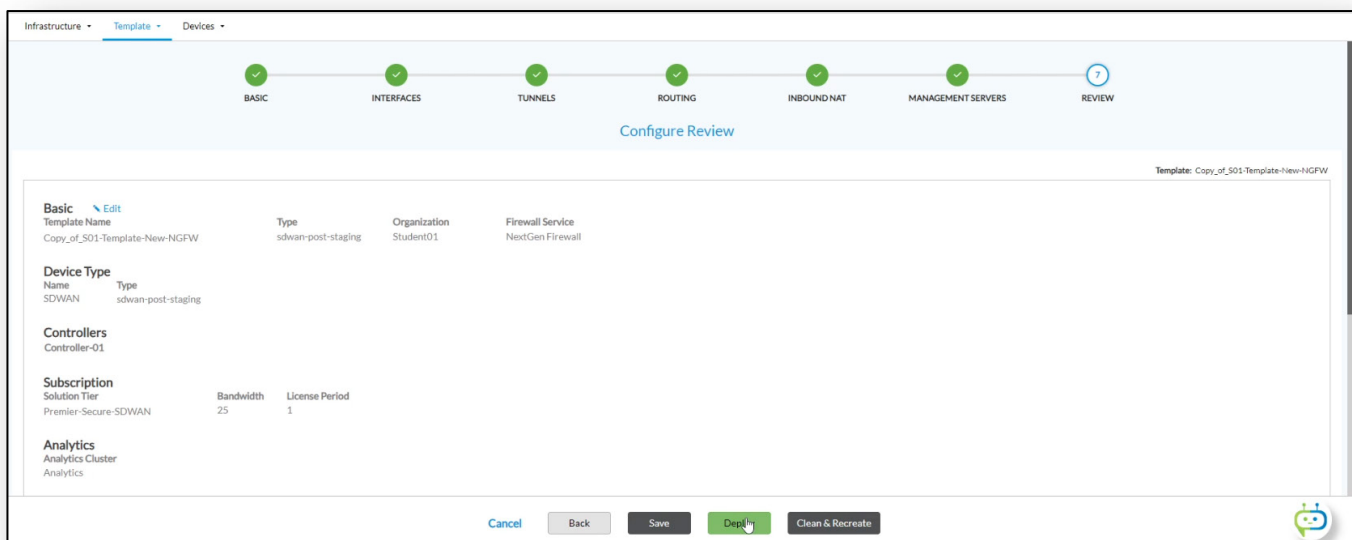 Infrastructure Template Devices
7
BASIC INTERFACES TUNNELS ROUTING INBOUND NAT MANAGEMENT SERVERS REVIEW
Configure Review
Template: Copy_of_S01-Template-New-NGFW
Basic Edit
Template Name Type Organization Firewall Service
Copy_of_S01-Template-New-NGFW sdwan-post-staging Student01 NextGen Firewall
Device Type
Name Type
SDWAN sdwan-post-staging
Controllers
Controller-01
Subscription
Solution Tier Bandwidth License Period
Premier-Secure-SDWAN 25 1
Analytics
Analytics Cluster
Analytics
Cancel Back Save Deploy Clean & Recreate